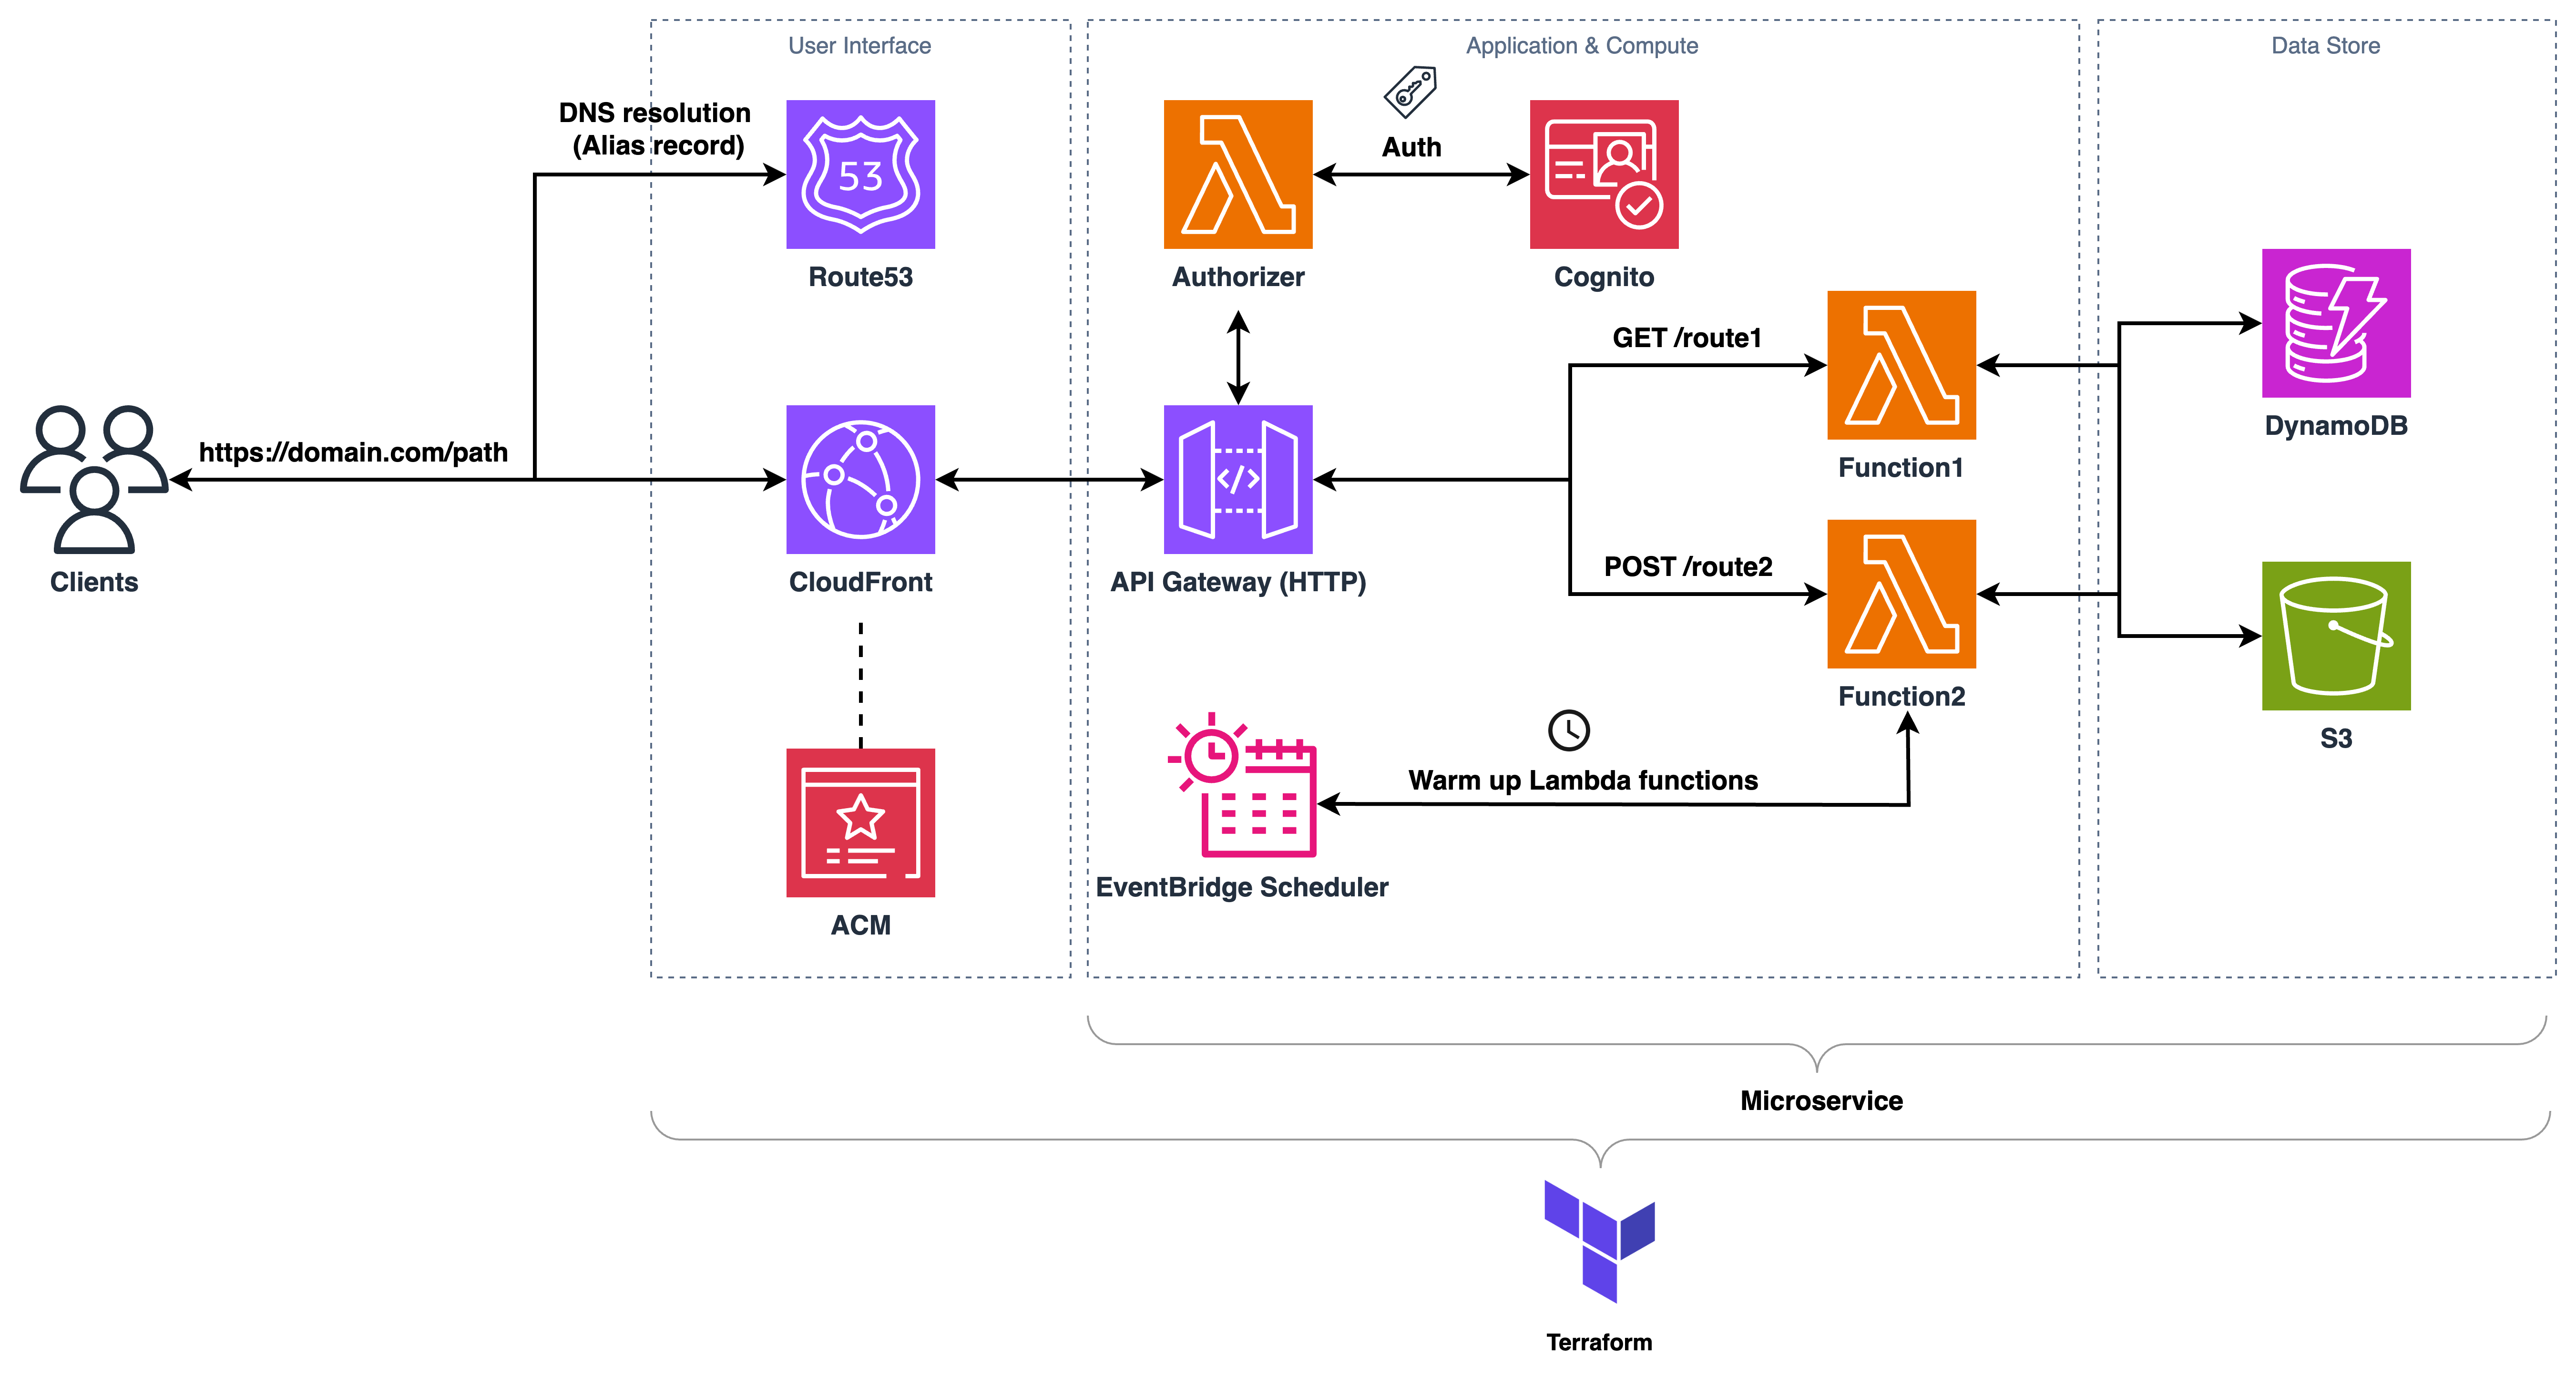 User Interface
Application & Compute
Data Store
DNS resolution
(Alias record)
53
Route53
Authorizer
Auth
Cognito
GET /route1
Function1
DynamoDB
https://domain.com/path
Clients
CloudFront
</>
API Gateway (HTTP)
POST /route2
Function2
S3
Warm up Lambda functions
EventBridge Scheduler
ACM
Microservice
Terraform